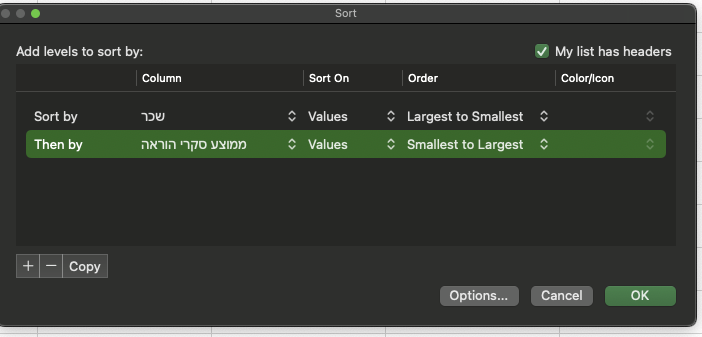 Sort
Add levels to sort by:
My list has headers
Column Sort On Order Color/Icon
Sort by שכר Values Largest to Smallest
Then by ממוצע סקרי הוראה Values Smallest to Largest
+ − Copy
Options... Cancel OK